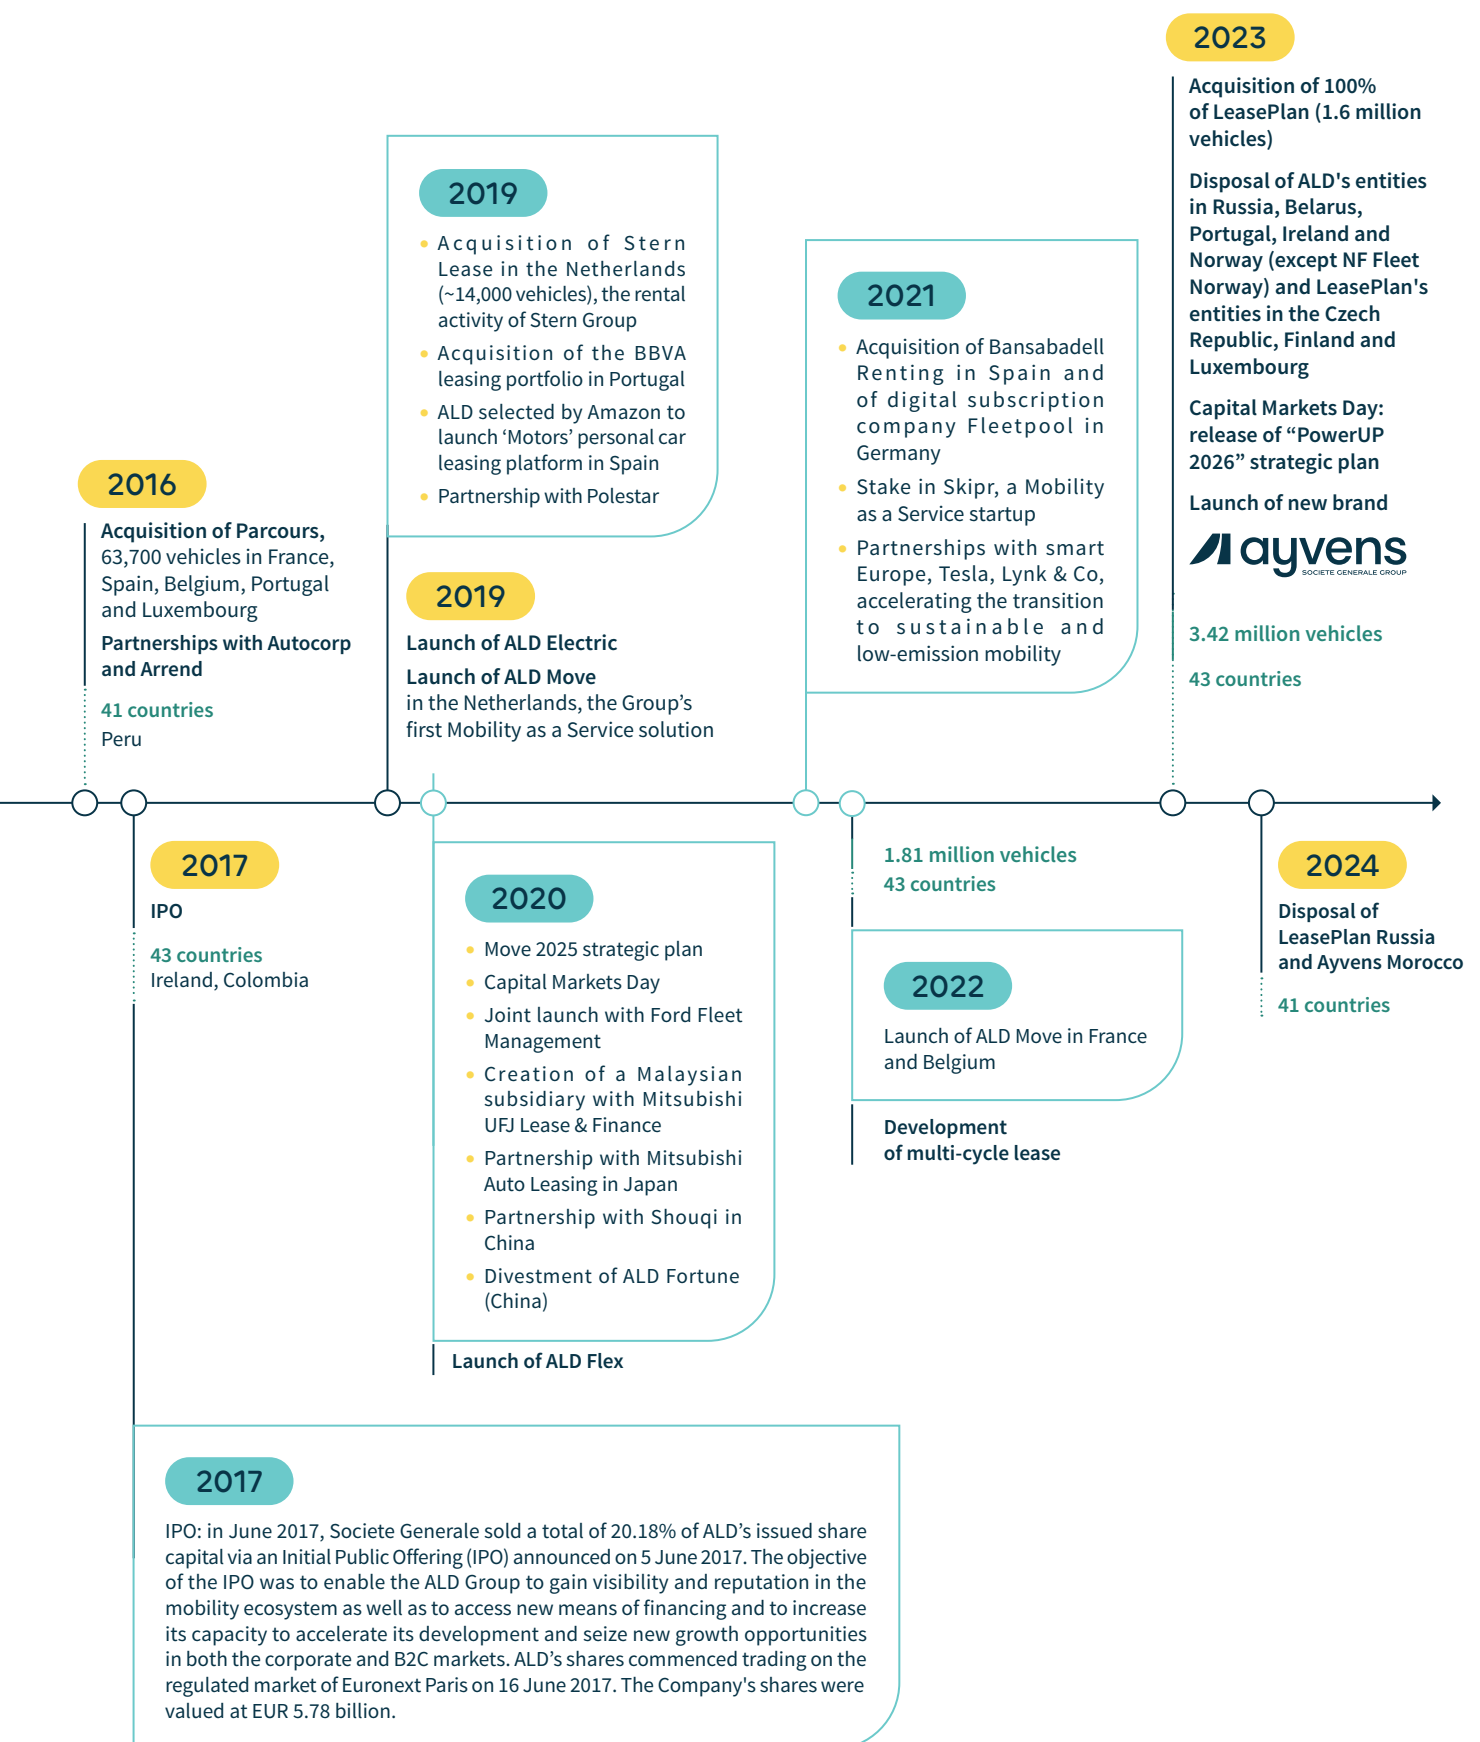 2016
Acquisition of Parcours,
63,700 vehicles in France,
Spain, Belgium, Portugal
and Luxembourg
Partnerships with Autocorp
and Arrend
41 countries
Peru
2017
IPO
43 countries
Ireland, Colombia
2017
IPO: in June 2017, Societe Generale sold a total of 20.18% of ALD’s issued share
capital via an Initial Public Offering (IPO) announced on 5 June 2017. The objective
of the IPO was to enable the ALD Group to gain visibility and reputation in the
mobility ecosystem as well as to access new means of financing and to increase
its capacity to accelerate its development and seize new growth opportunities
in both the corporate and B2C markets. ALD’s shares commenced trading on the
regulated market of Euronext Paris on 16 June 2017. The Company's shares were
valued at EUR 5.78 billion.
2019
• Acquisition of Stern
Lease in the Netherlands
(~14,000 vehicles), the rental
activity of Stern Group
• Acquisition of the BBVA
leasing portfolio in Portugal
• ALD selected by Amazon to
launch ‘Motors’ personal car
leasing platform in Spain
• Partnership with Polestar
2019
Launch of ALD Electric
Launch of ALD Move
in the Netherlands, the Group’s
first Mobility as a Service solution
2020
• Move 2025 strategic plan
• Capital Markets Day
• Joint launch with Ford Fleet
Management
• Creation of a Malaysian
subsidiary with Mitsubishi
UFJ Lease & Finance
• Partnership with Mitsubishi
Auto Leasing in Japan
• Partnership with Shouqi in
China
• Divestment of ALD Fortune
(China)
Launch of ALD Flex
2021
• Acquisition of Bansabadell
Renting in Spain and
of digital subscription
company Fleetpool in
Germany
• Stake in Skipr, a Mobility
as a Service startup
• Partnerships with smart
Europe, Tesla, Lynk & Co,
accelerating the transition
to sustainable and
low-emission mobility
1.81 million vehicles
43 countries
2022
Launch of ALD Move in France
and Belgium
Development
of multi-cycle lease
2023
Acquisition of 100%
of LeasePlan (1.6 million
vehicles)
Disposal of ALD's entities
in Russia, Belarus,
Portugal, Ireland and
Norway (except NF Fleet
Norway) and LeasePlan's
entities in the Czech
Republic, Finland and
Luxembourg
Capital Markets Day:
release of “PowerUP
2026” strategic plan
Launch of new brand
ayvens
SOCIETE GENERALE GROUP
3.42 million vehicles
43 countries
2024
Disposal of
LeasePlan Russia
and Ayvens Morocco
41 countries